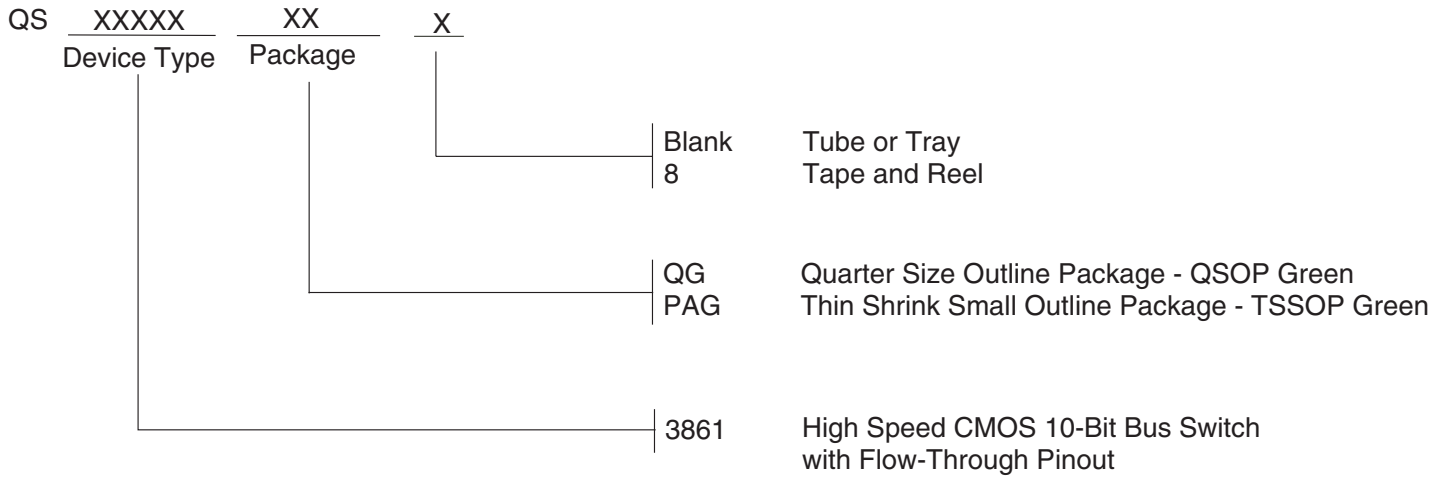 QS XXXXX XX X
Device Type Package
Blank Tube or Tray
8 Tape and Reel
QG Quarter Size Outline Package - QSOP Green
PAG Thin Shrink Small Outline Package - TSSOP Green
3861 High Speed CMOS 10-Bit Bus Switch
with Flow-Through Pinout